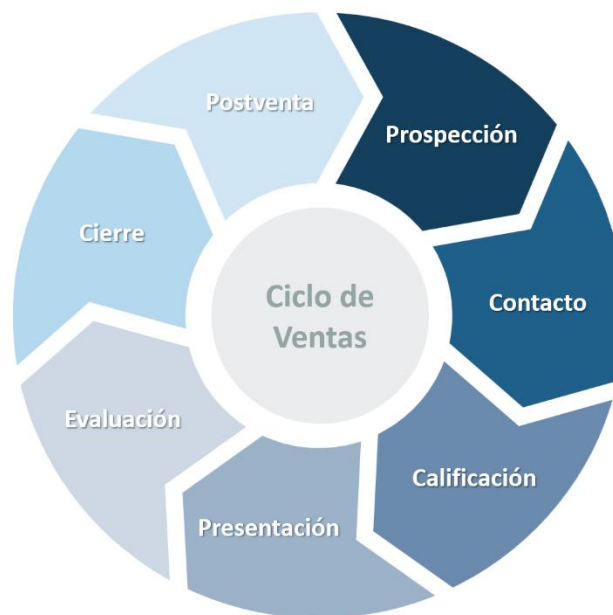 Postventa
Prospección
Contacto
Calificación
Presentación
Evaluación
Cierre
Ciclo de
Ventas